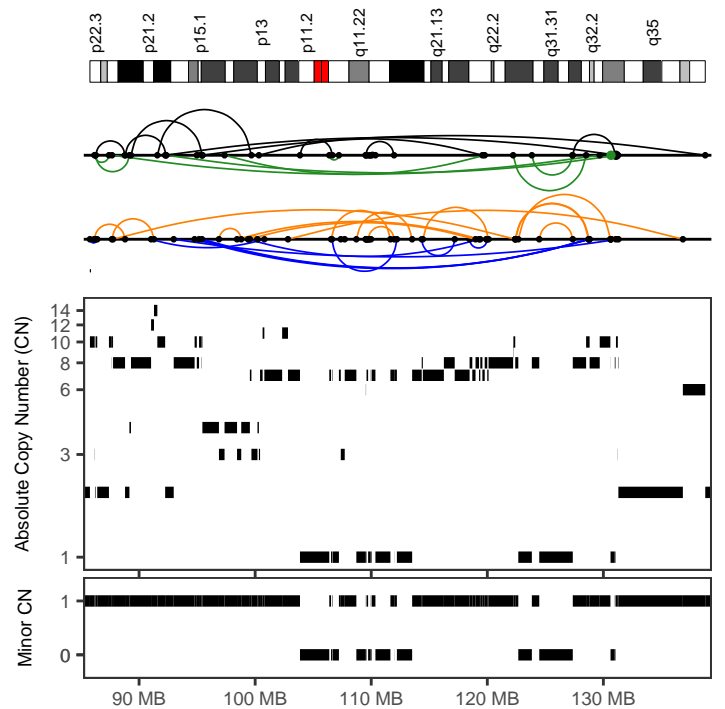 p22.3 p21.2 p15.1 p13 p11.2 q11.22 q21.13 q22.2 q31.31 q32.2 q35
Absolute Copy Number (CN)
14
12
10
8
6
3
1
Minor CN
1
0
90 MB 100 MB 110 MB 120 MB 130 MB